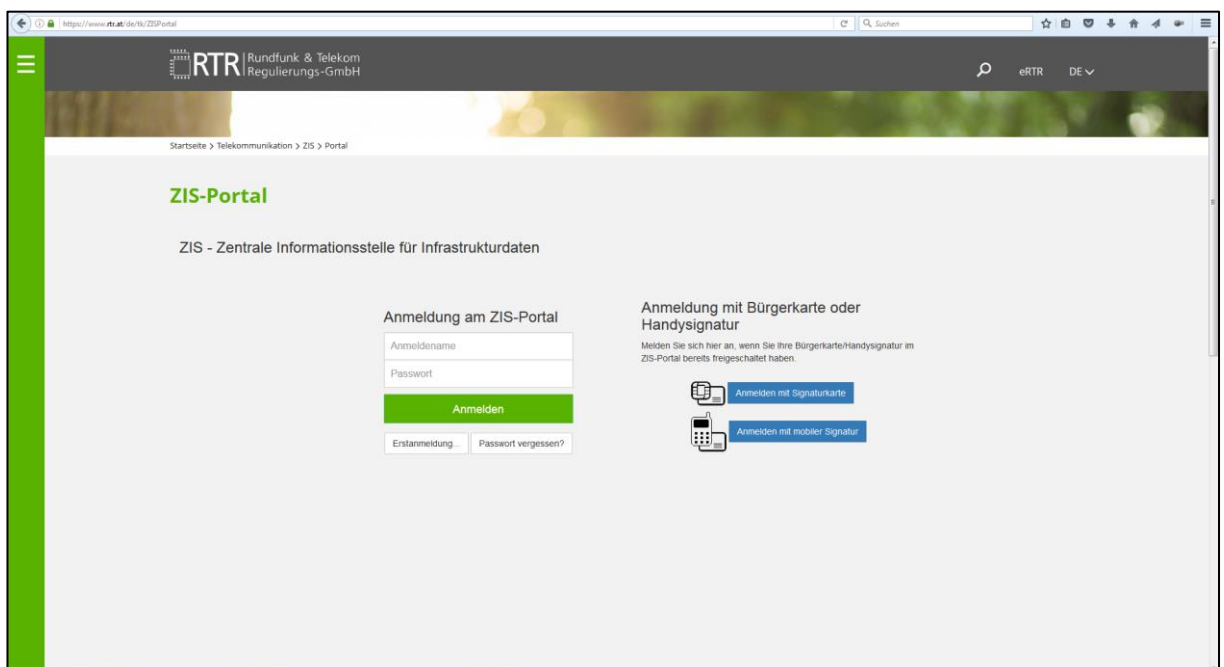 https://www.rtr.at/de/tk/ZISPortal
Suchen
RTR Rundfunk & Telekom
Regulierungs-GmbH
eRTR DE
Startseite > Telekommunikation > ZIS > Portal
ZIS-Portal
ZIS - Zentrale Informationsstelle für Infrastrukturdaten
Anmeldung am ZIS-Portal
Anmeldename
Passwort
Anmelden
Erstanmeldung... Passwort vergessen?
Anmeldung mit Bürgerkarte oder
Handysignatur
Melden Sie sich hier an, wenn Sie Ihre Bürgerkarte/Handysignatur im
ZIS-Portal bereits freigeschaltet haben.
Anmelden mit Signaturkarte
Anmelden mit mobiler Signatur